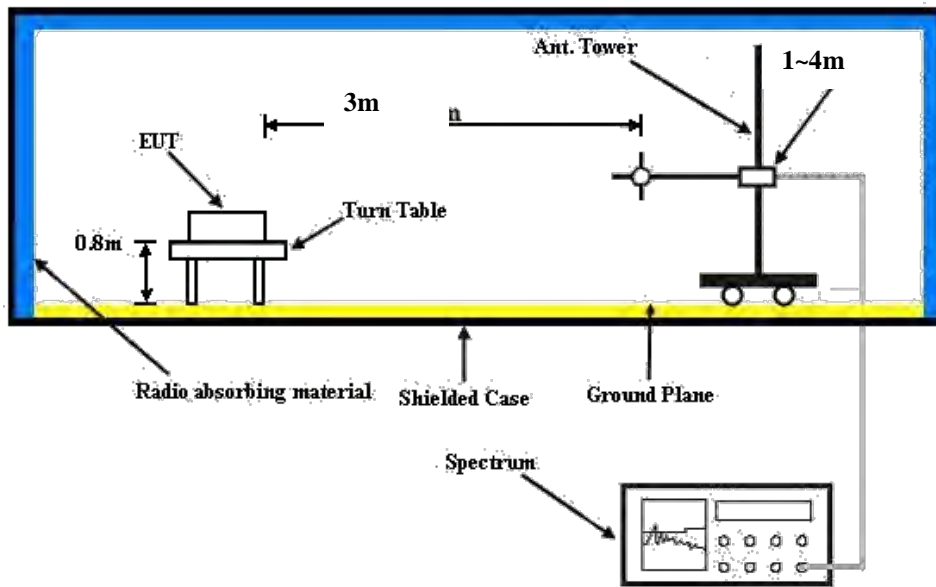 Ant. Tower
1~4m
3m
n
EUT
Turn Table
0.8m
Radio absorbing material
Shielded Case
Ground Plane
Spectrum